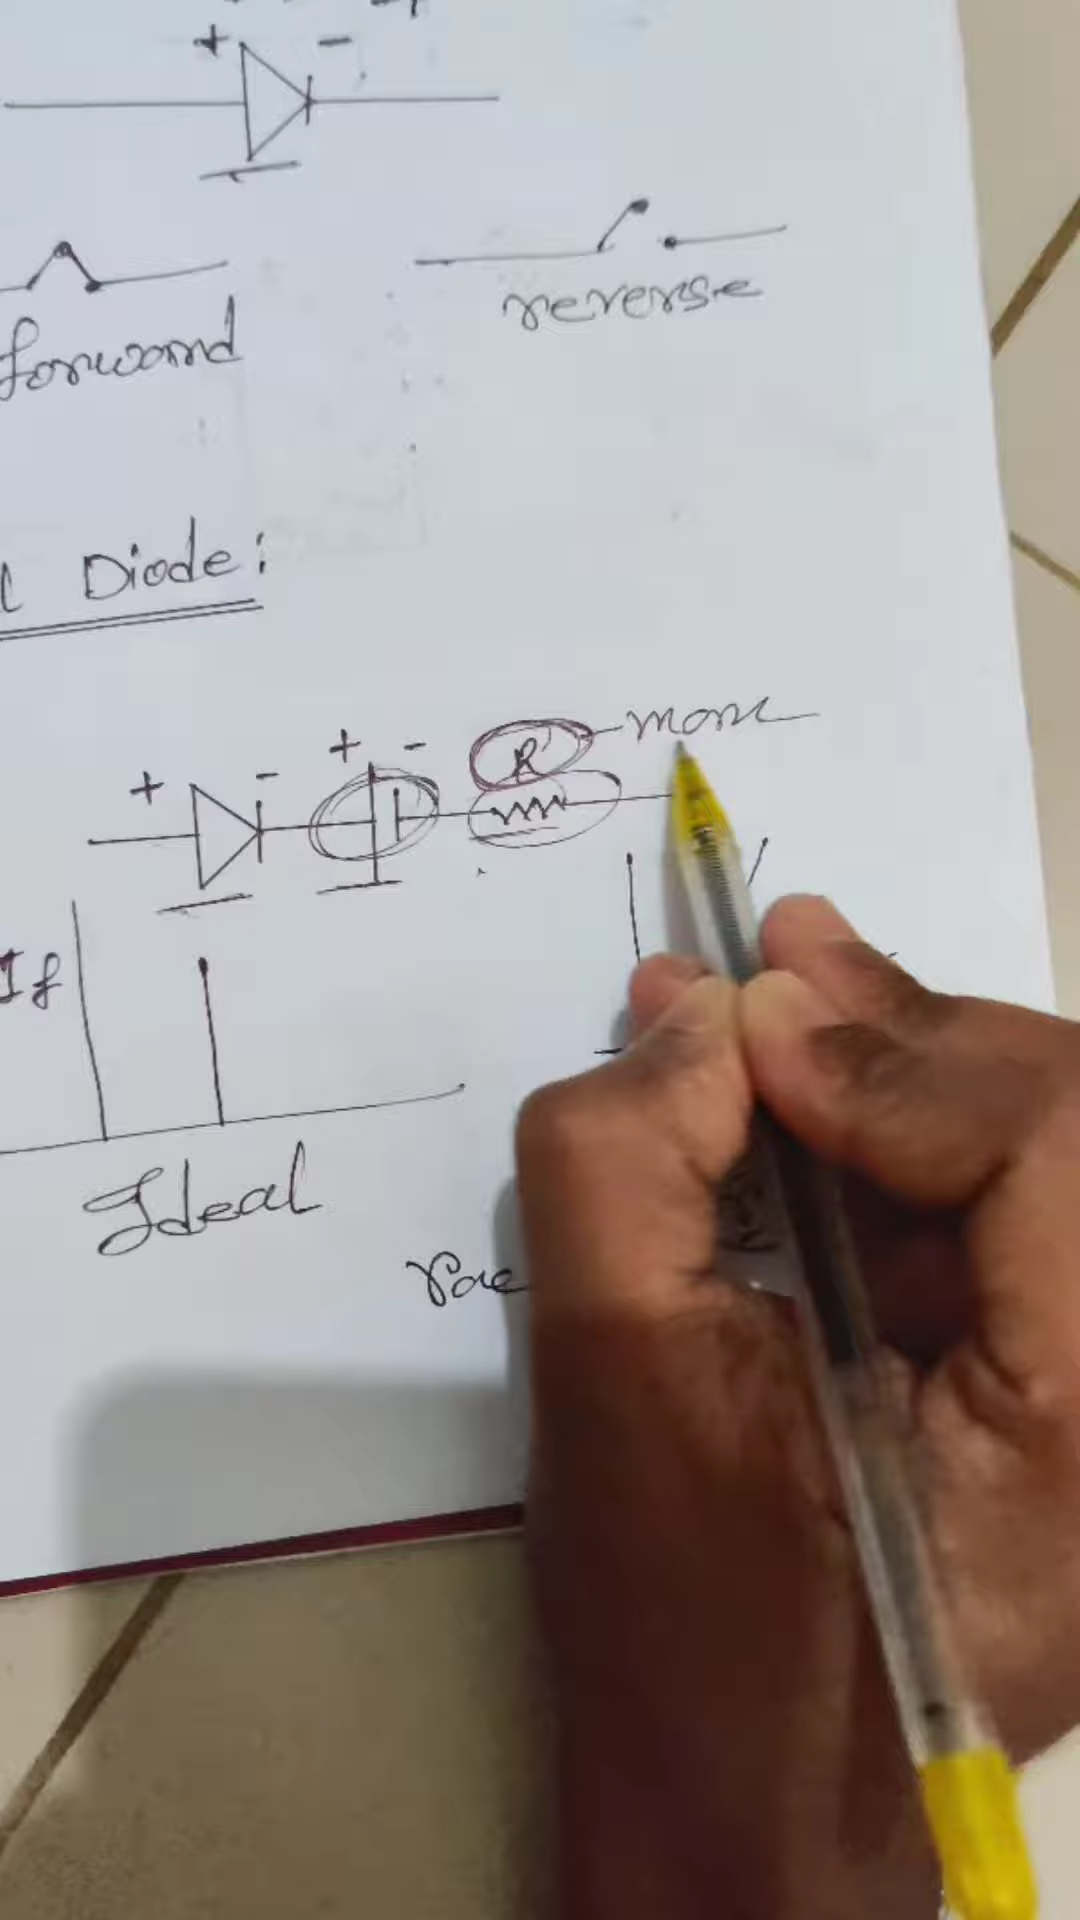 + -
forward
reverse
Diode:
+ - + - R more
If
Ideal